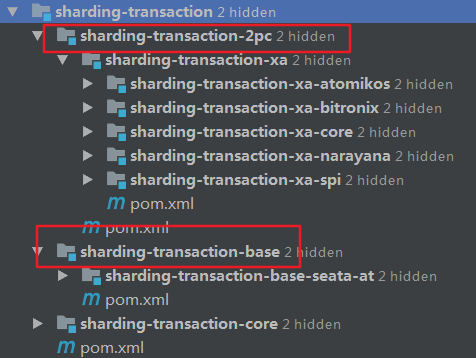 sharding-transaction 2 hidden
sharding-transaction-2pc 2 hidden
sharding-transaction-xa 2 hidden
sharding-transaction-xa-atomikos 2 hidden
sharding-transaction-xa-bitronix 2 hidden
sharding-transaction-xa-core 2 hidden
sharding-transaction-xa-narayana 2 hidden
sharding-transaction-xa-spi 2 hidden
m pom.xml
m pom.xml
sharding-transaction-base 2 hidden
sharding-transaction-base-seata-at 2 hidden
m pom.xml
sharding-transaction-core 2 hidden
m pom.xml